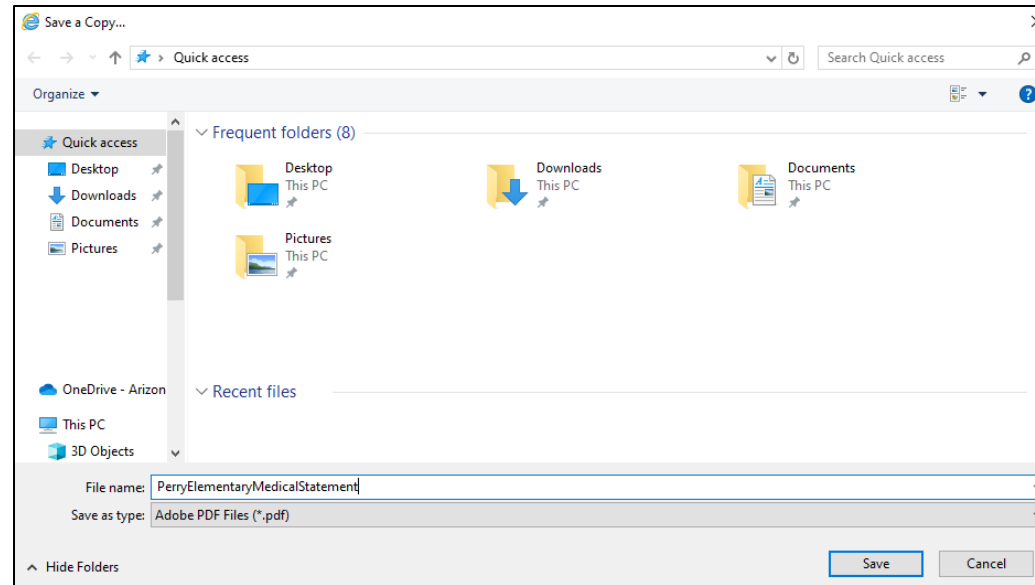 Save a Copy...
Quick access
Search Quick access
Organize
Quick access
Desktop
Downloads
Documents
Pictures
OneDrive - Arizon
This PC
3D Objects
Frequent folders (8)
Desktop
This PC
Downloads
This PC
Documents
This PC
Pictures
This PC
Recent files
File name: PerryElementaryMedicalStatement
Save as type: Adobe PDF Files (*.pdf)
Hide Folders
Save
Cancel